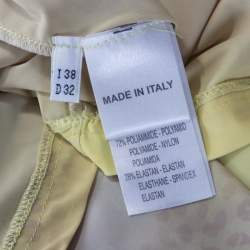 I 38
D 32
MADE IN ITALY
72% POLIAMMIDE - POLYAMID
POLYAMIDE - NYLON
POLIAMIDA
28% ELASTAN - ELASTAN
ELASTHANE - SPANDEX
ELASTAN